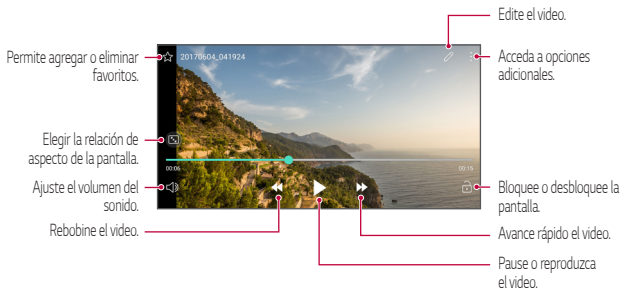 Edite el video.
Permite agregar o eliminar
favoritos.
20170604_041924
Acceda a opciones
adicionales.
Elegir la relación de
aspecto de la pantalla.
00:06
00:15
Ajuste el volumen del
sonido.
Bloquee o desbloquee la
pantalla.
Rebobine el video.
Avance rápido el video.
Pause o reproduzca
el video.